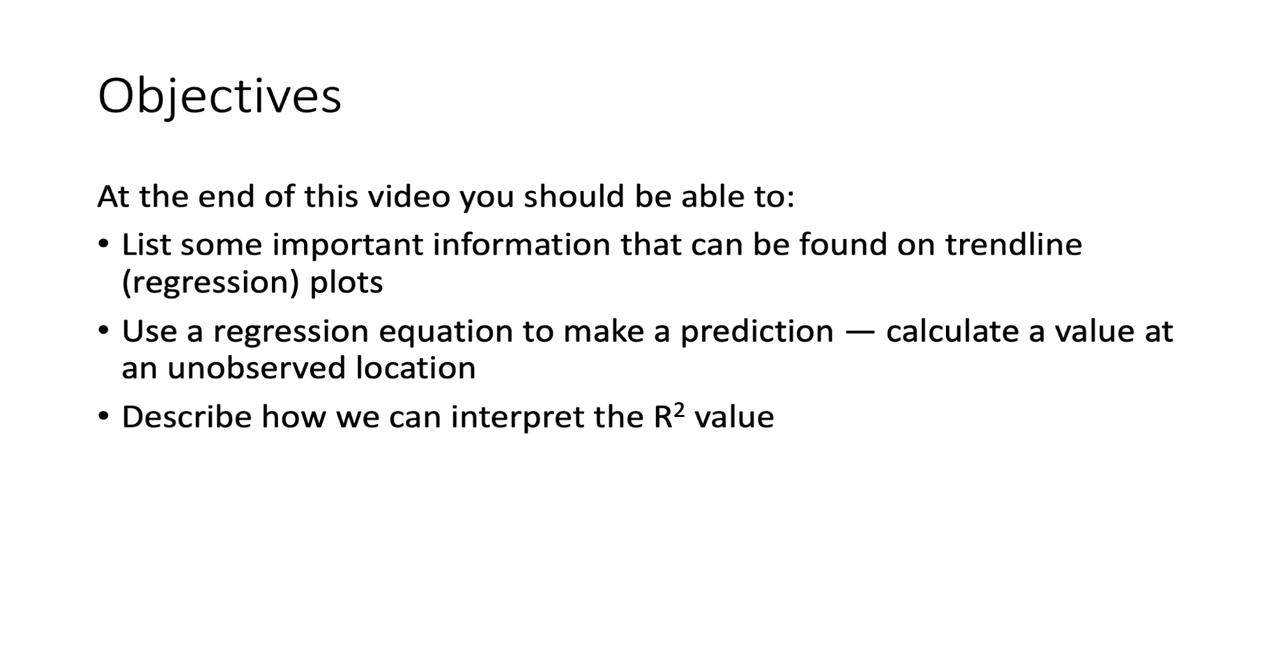 Objectives
At the end of this video you should be able to:
• List some important information that can be found on trendline
(regression) plots
• Use a regression equation to make a prediction — calculate a value at
an unobserved location
• Describe how we can interpret the R² value